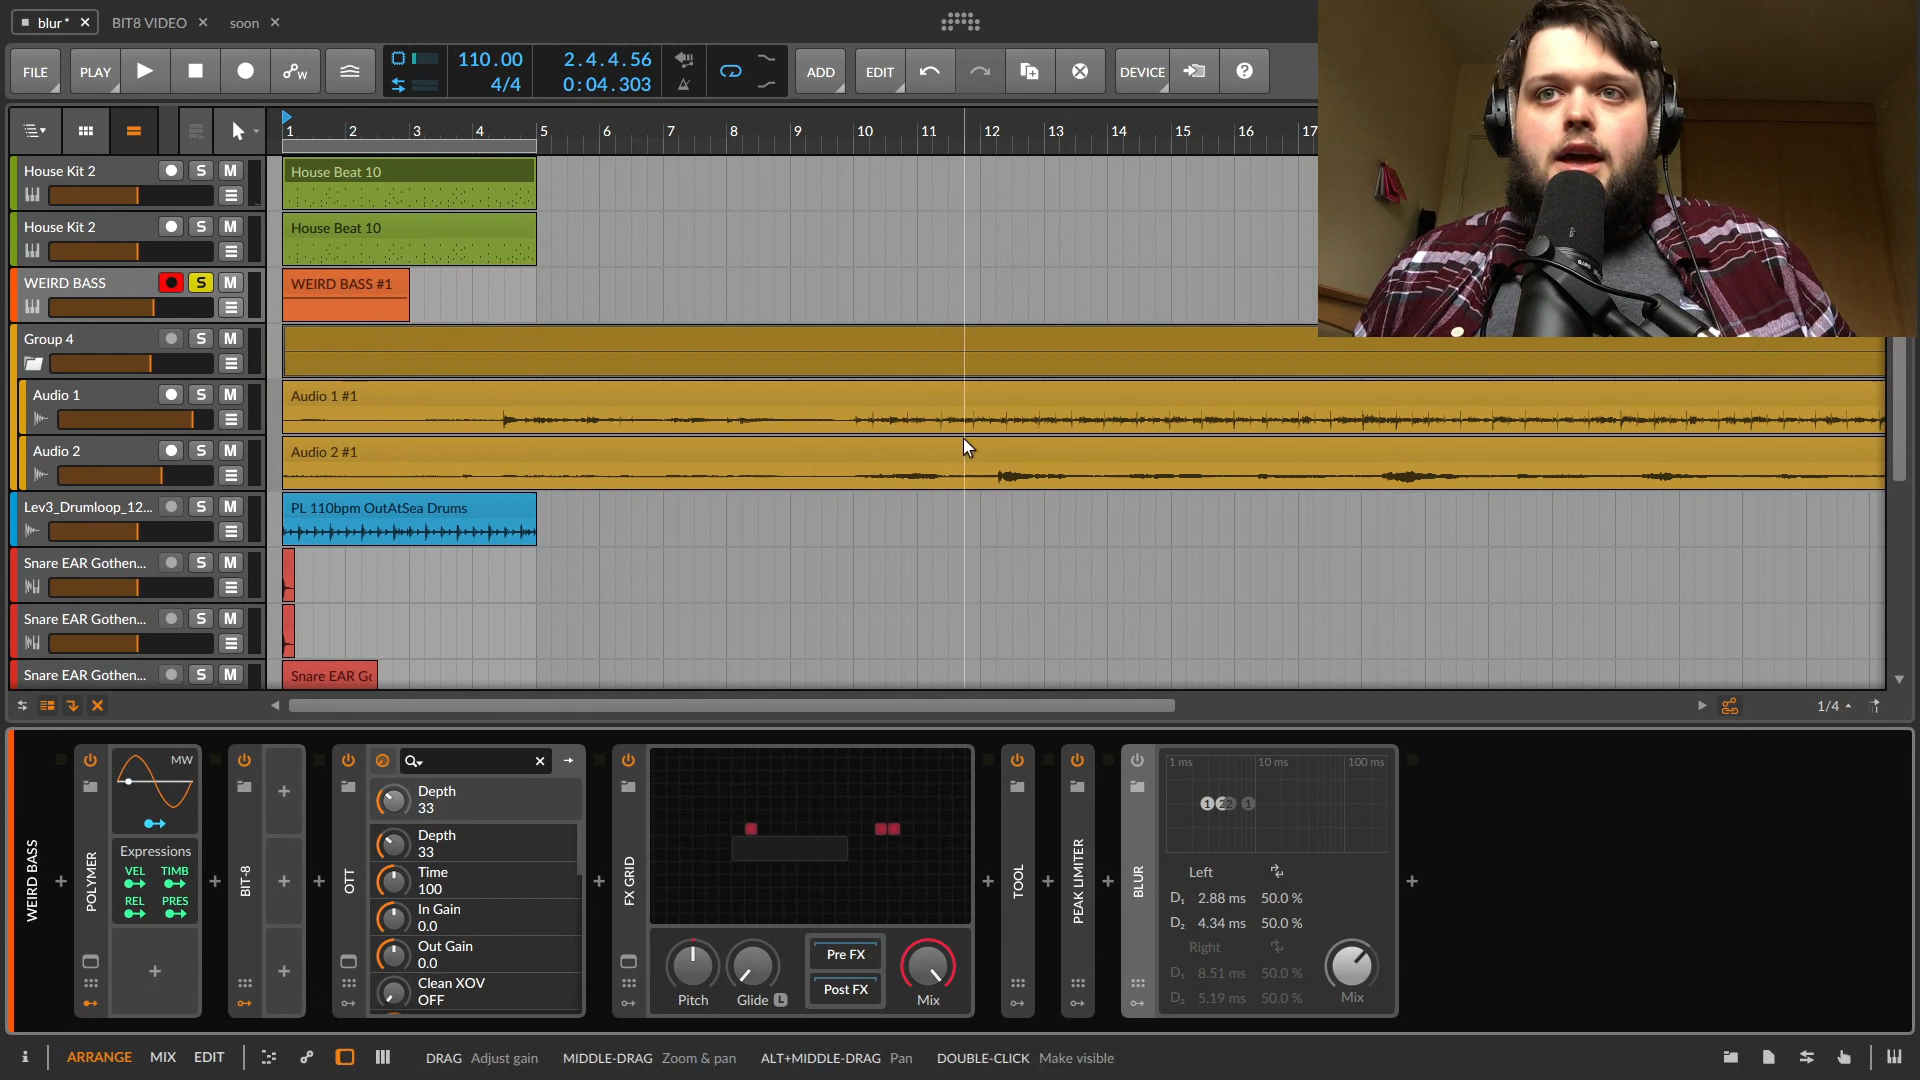 blur* ✕ BIT8 VIDEO ✕ soon ✕
FILE PLAY 110.00 2.4.4.56 ADD EDIT DEVICE
4/4 0:04.303
1 2 3 4 5 6 7 8 9 10 11 12 13 14 15 16 17
House Kit 2 S M House Beat 10
House Kit 2 S M House Beat 10
WEIRD BASS S M WEIRD BASS #1
Group 4 S M
Audio 1 S M Audio 1 #1
Audio 2 S M Audio 2 #1
Lev3_Drumloop_12... S M PL 110bpm OutAtSea Drums
Snare EAR Gothen... S M
Snare EAR Gothen... S M
Snare EAR Gothen... S M Snare EAR Go
1/4
WEIRD BASS
POLYMER
MW
Expressions
VEL TIMB
REL PRES
BIT-8
OTT
Depth
33
Depth
33
Time
100
In Gain
0.0
Out Gain
0.0
Clean XOV
OFF
FX GRID
Pitch Glide L
Pre FX
Post FX
Mix
TOOL
PEAK LIMITER
BLUR
1 ms 10 ms 100 ms
Left
D₁ 2.88 ms 50.0 %
D₂ 4.34 ms 50.0 %
Right
D₁ 8.51 ms 50.0 %
D₂ 5.19 ms 50.0 %
Mix
i ARRANGE MIX EDIT DRAG Adjust gain MIDDLE-DRAG Zoom & pan ALT+MIDDLE-DRAG Pan DOUBLE-CLICK Make visible